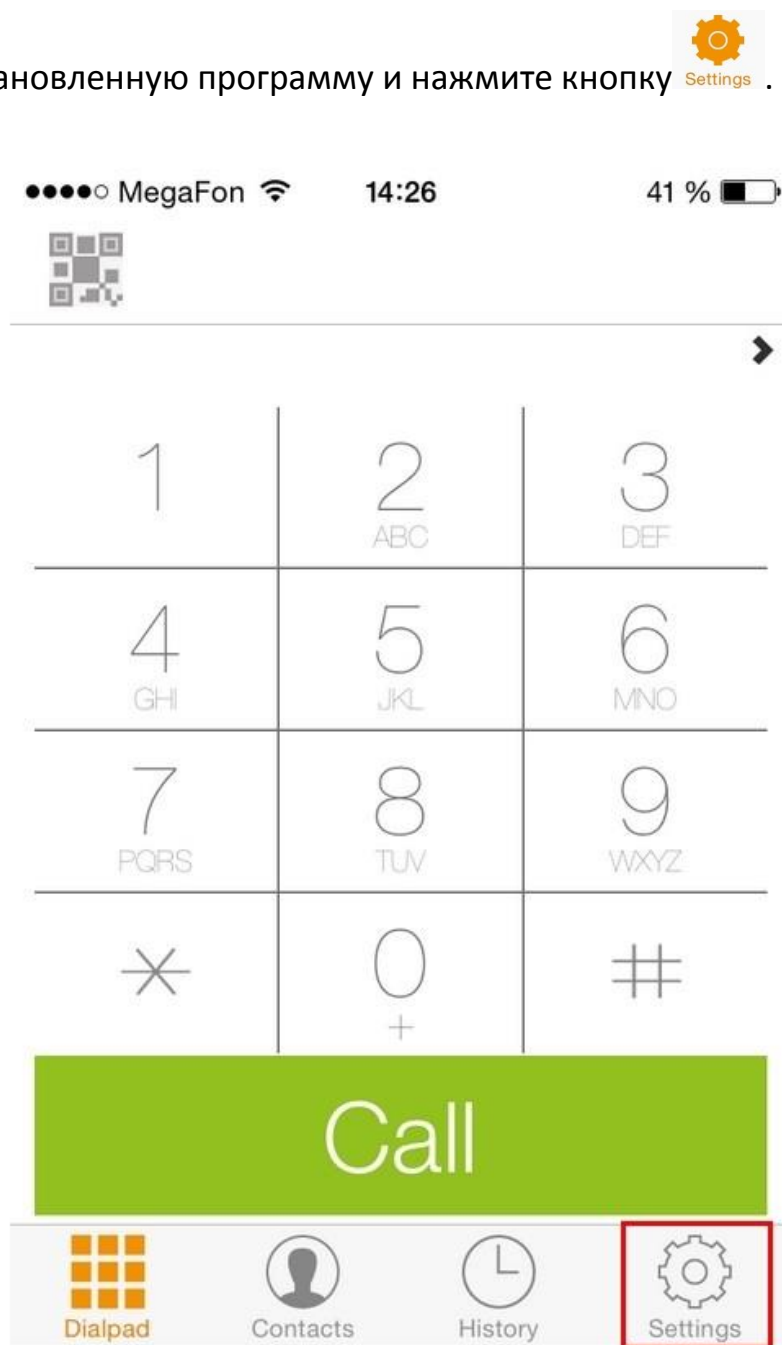 ановленную программу и нажмите кнопку Settings .
MegaFon 14:26 41 %
1 2 3
ABC DEF
4 5 6
GHI JKL MNO
7 8 9
PQRS TUV WXYZ
* 0 #
+
Call
Dialpad Contacts History Settings